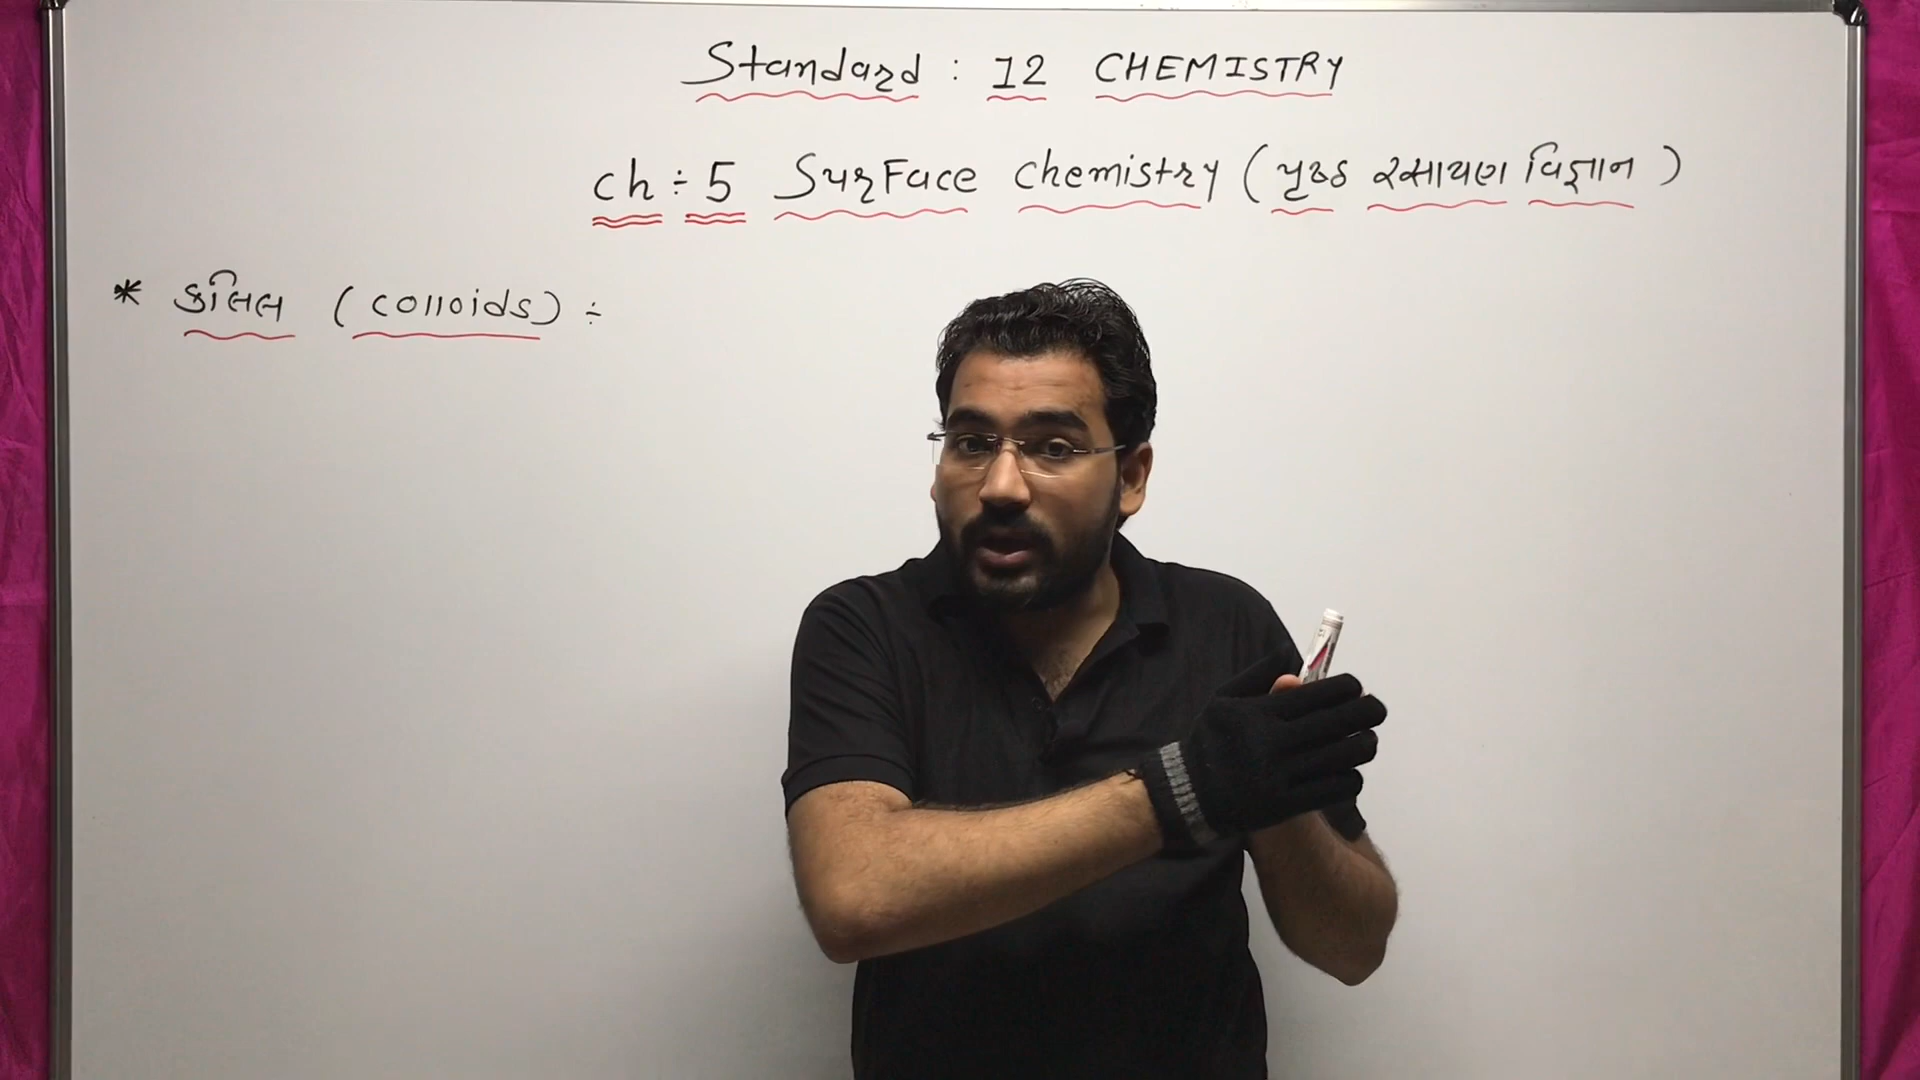 Standard : 12 CHEMISTRY
ch ÷ 5 Surface chemistry (પૃષ્ઠ રસાયણ વિજ્ઞાન)
* કલિલ (colloids) ÷